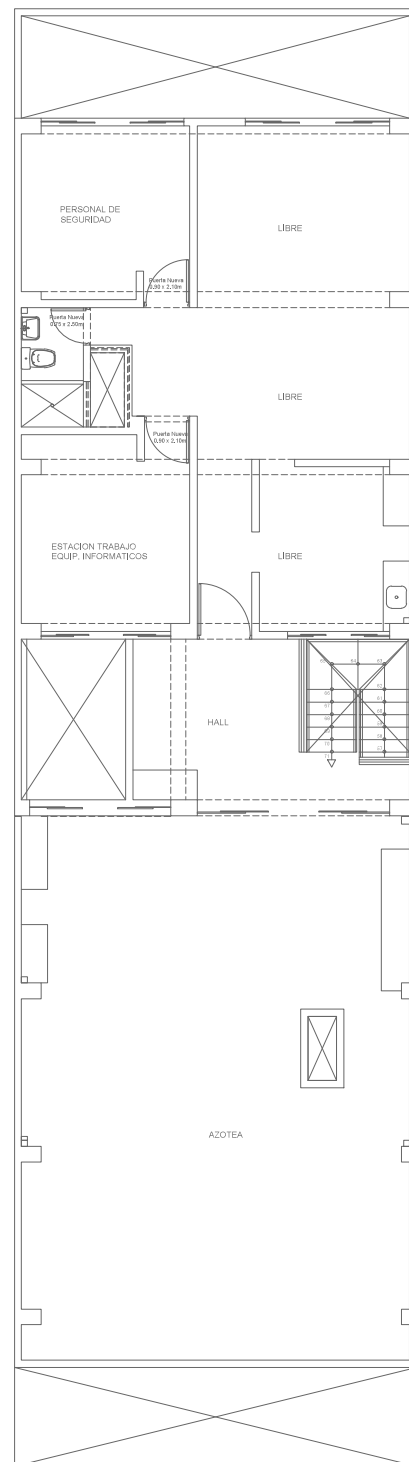 PERSONAL DE
SEGURIDAD
LIBRE
Puerta Nueva
0.90 x 2.10m
Puerta Nueva
0.75 x 2.50m
LIBRE
Puerta Nueva
0.90 x 2.10m
ESTACION TRABAJO
EQUIP. INFORMATICOS
LIBRE
HALL
AZOTEA